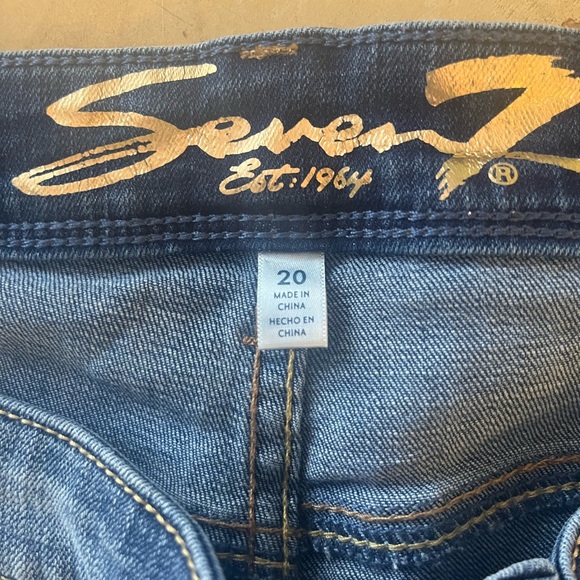 Seven7
Est: 1964 ®
20
MADE IN
CHINA
HECHO EN
CHINA